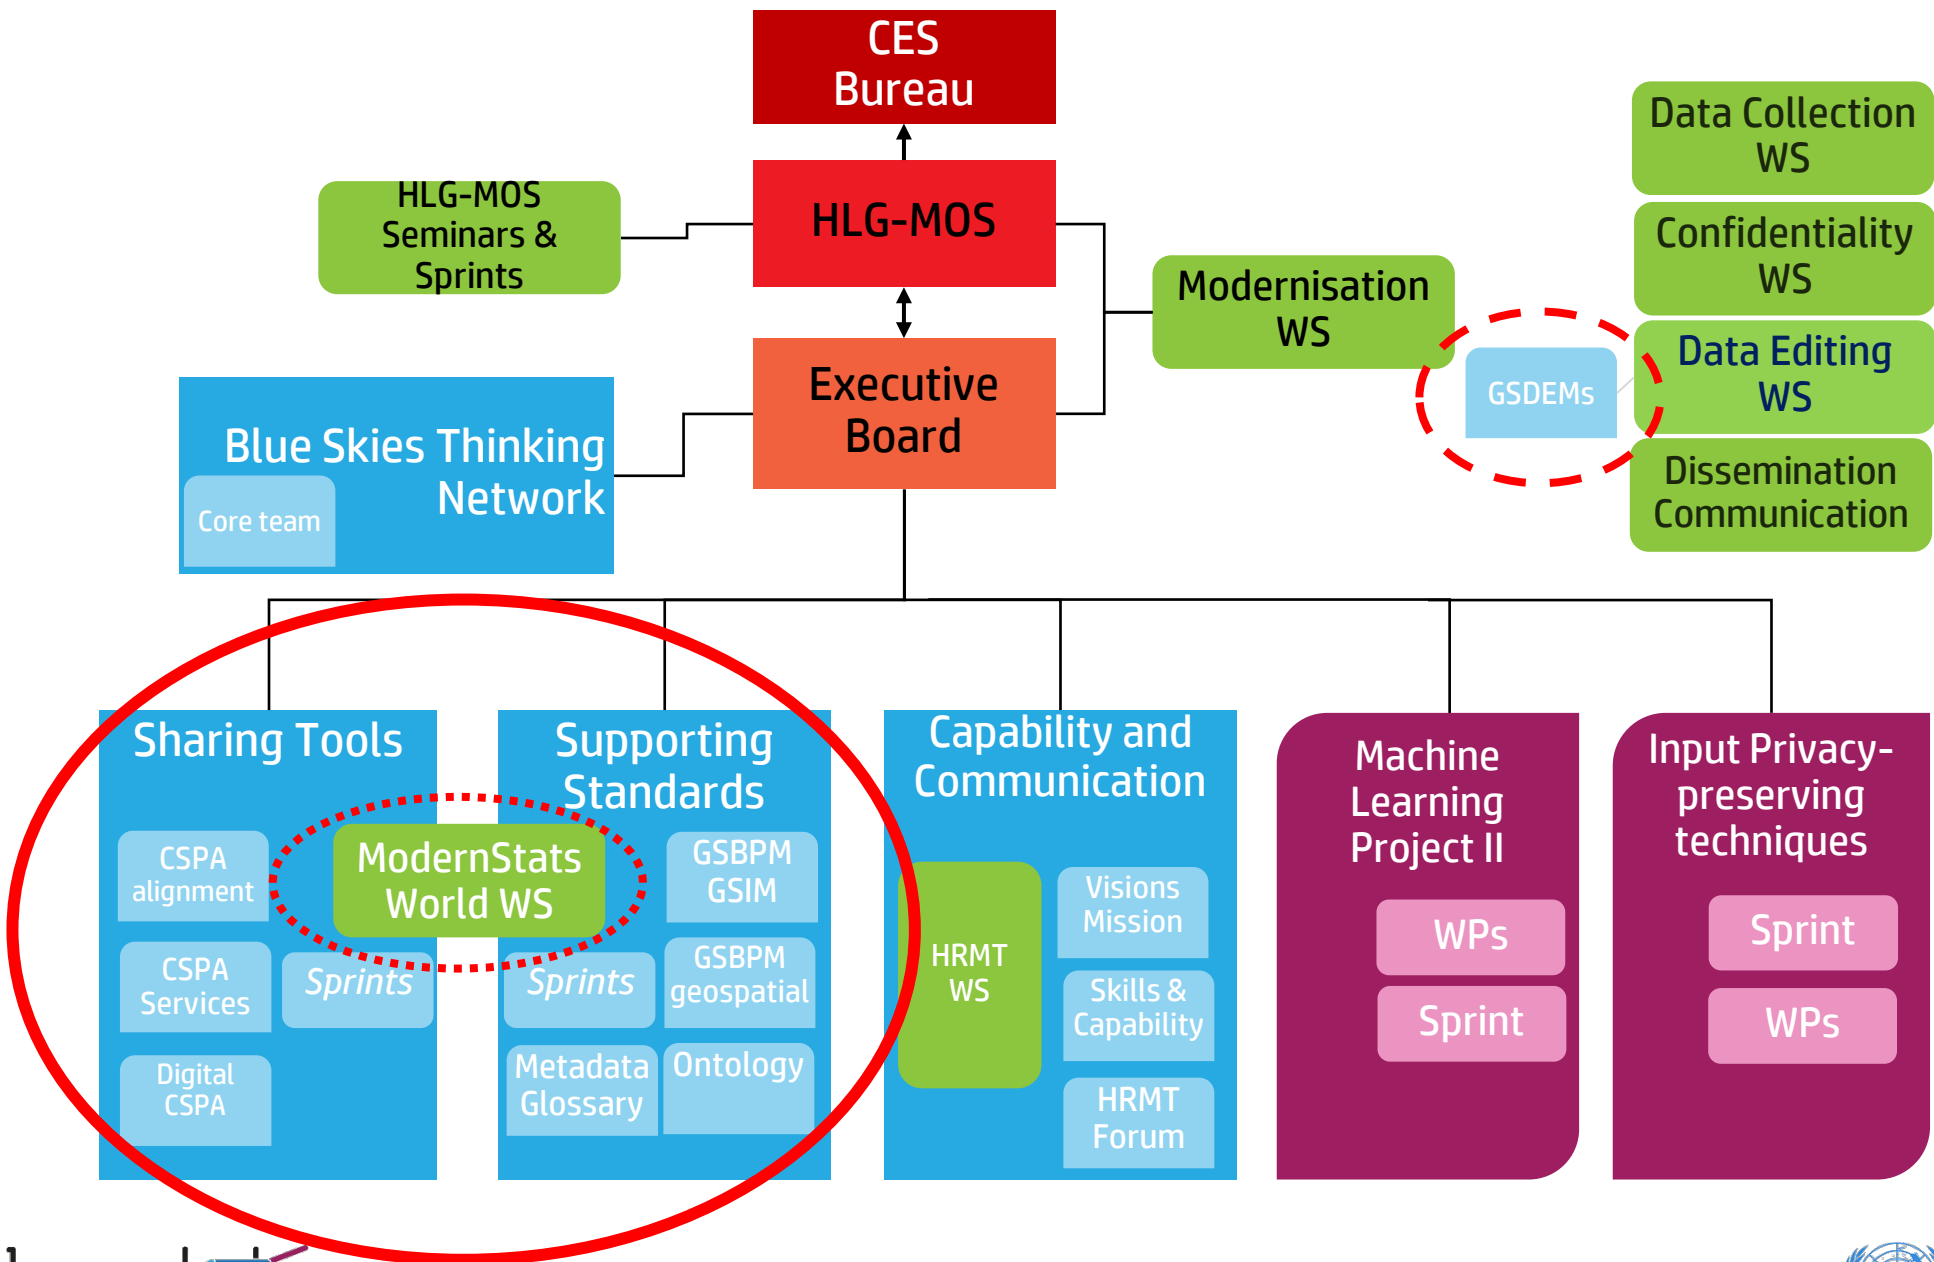 CES
Bureau
HLG-MOS
Seminars &
Sprints
HLG-MOS
Modernisation
WS
Data Collection
WS
Confidentiality
WS
GSDEMs
Data Editing
WS
Dissemination
Communication
Executive
Board
Blue Skies Thinking
Network
Core team
Sharing Tools
CSPA
alignment
CSPA
Services
Sprints
Digital
CSPA
ModernStats
World WS
Supporting
Standards
GSBPM
GSIM
Sprints
GSBPM
geospatial
Metadata
Glossary
Ontology
Capability and
Communication
HRMT
WS
Visions
Mission
Skills &
Capability
HRMT
Forum
Machine
Learning
Project II
WPs
Sprint
Input Privacy-
preserving
techniques
Sprint
WPs